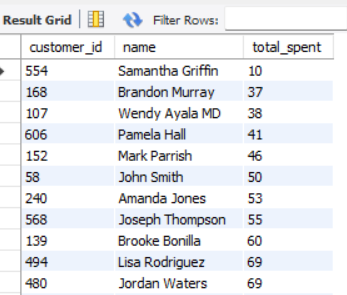 Result Grid Filter Rows:
customer_id name total_spent
554 Samantha Griffin 10
168 Brandon Murray 37
107 Wendy Ayala MD 38
606 Pamela Hall 41
152 Mark Parrish 46
58 John Smith 50
240 Amanda Jones 53
568 Joseph Thompson 55
139 Brooke Bonilla 60
494 Lisa Rodriguez 69
480 Jordan Waters 69